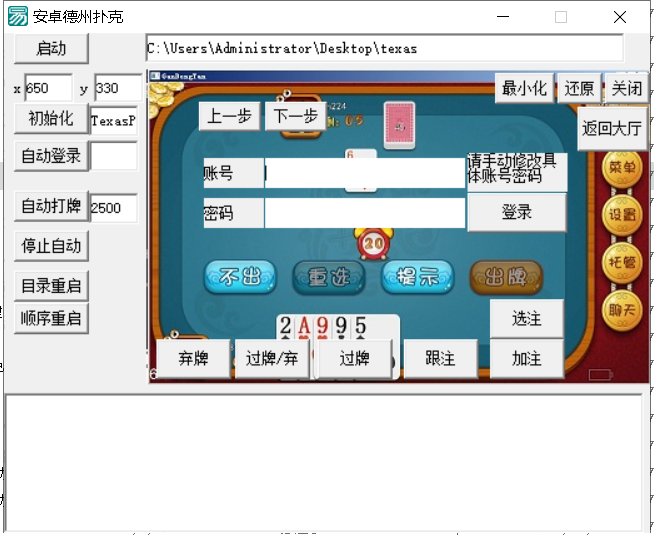 安卓德州扑克
启动
C:\Users\Administrator\Desktop\texas
x 650 y 330
初始化 TexasP
自动登录
自动打牌 2500
停止自动
目录重启
顺序重启
GanDengYan
最小化 还原 关闭
上一步 下一步
返回大厅
账号
请手动修改具
体账号密码
菜单
密码
登录
设置
20
托管
不出 重选 提示 出牌
聊天
选注
2 A 9 9 5
弃牌 过牌/弃 过牌 跟注 加注